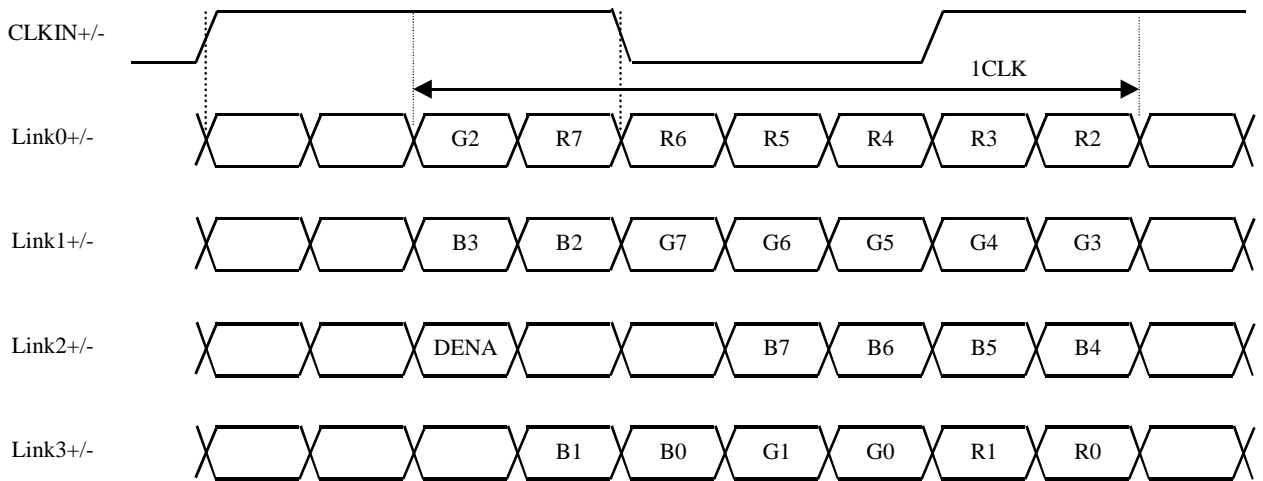 CLKIN+/-
1CLK
Link0+/- G2 R7 R6 R5 R4 R3 R2
Link1+/- B3 B2 G7 G6 G5 G4 G3
Link2+/- DENA B7 B6 B5 B4
Link3+/- B1 B0 G1 G0 R1 R0